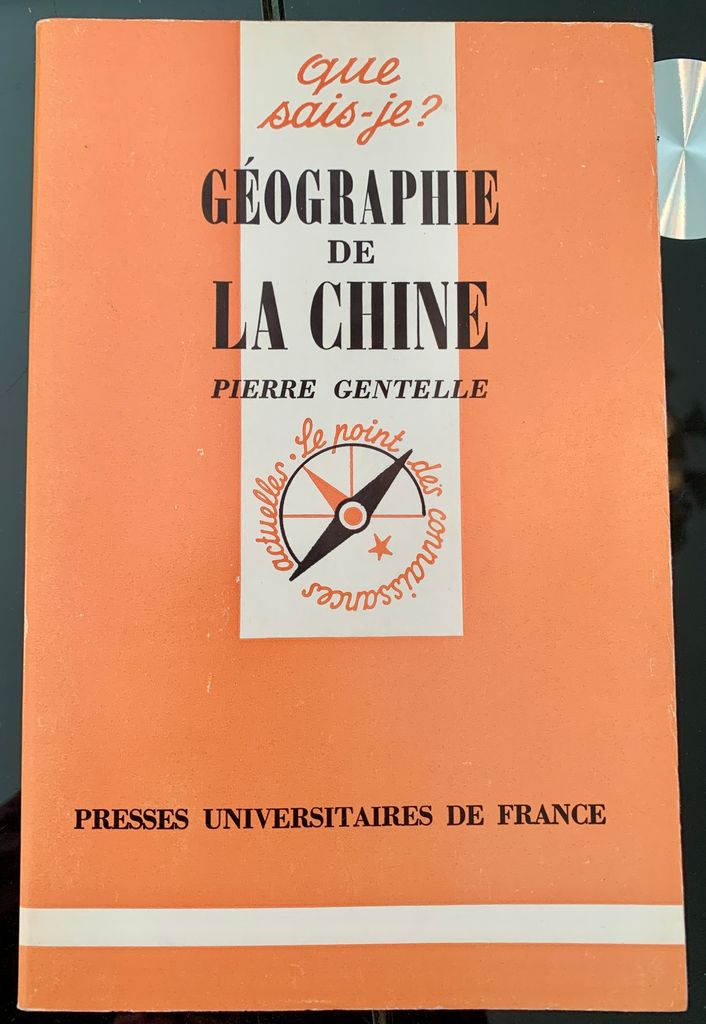 que
sais-je?
GÉOGRAPHIE
DE
LA CHINE
PIERRE GENTELLE
Le point des connaissances actuelles.
PRESSES UNIVERSITAIRES DE FRANCE